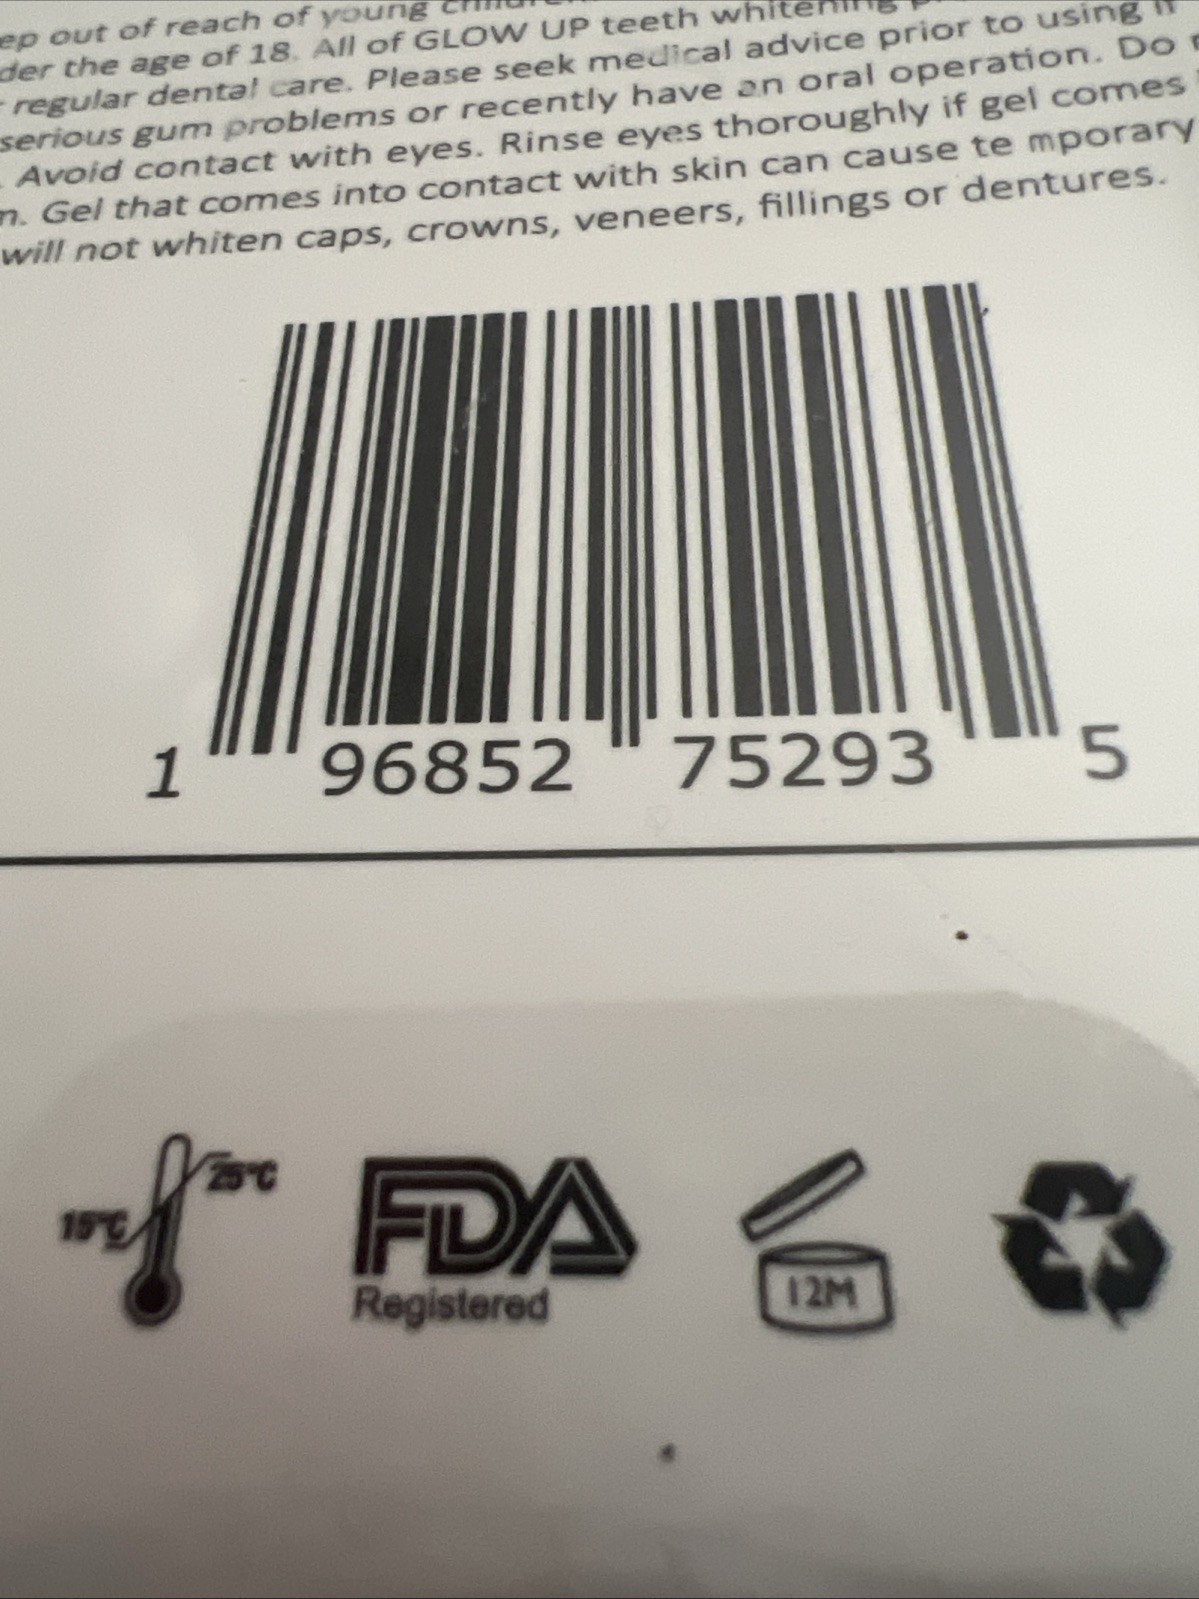 ep out of reach of young
der the age of 18. All of GLOW UP teeth whitening
regular dental care. Please seek medical advice prior to using if
serious gum problems or recently have an oral operation. Do
. Avoid contact with eyes. Rinse eyes thoroughly if gel comes
n. Gel that comes into contact with skin can cause te mporary
will not whiten caps, crowns, veneers, fillings or dentures.
1 96852 75293 5
25°C
15°C
FDA
Registered
12M